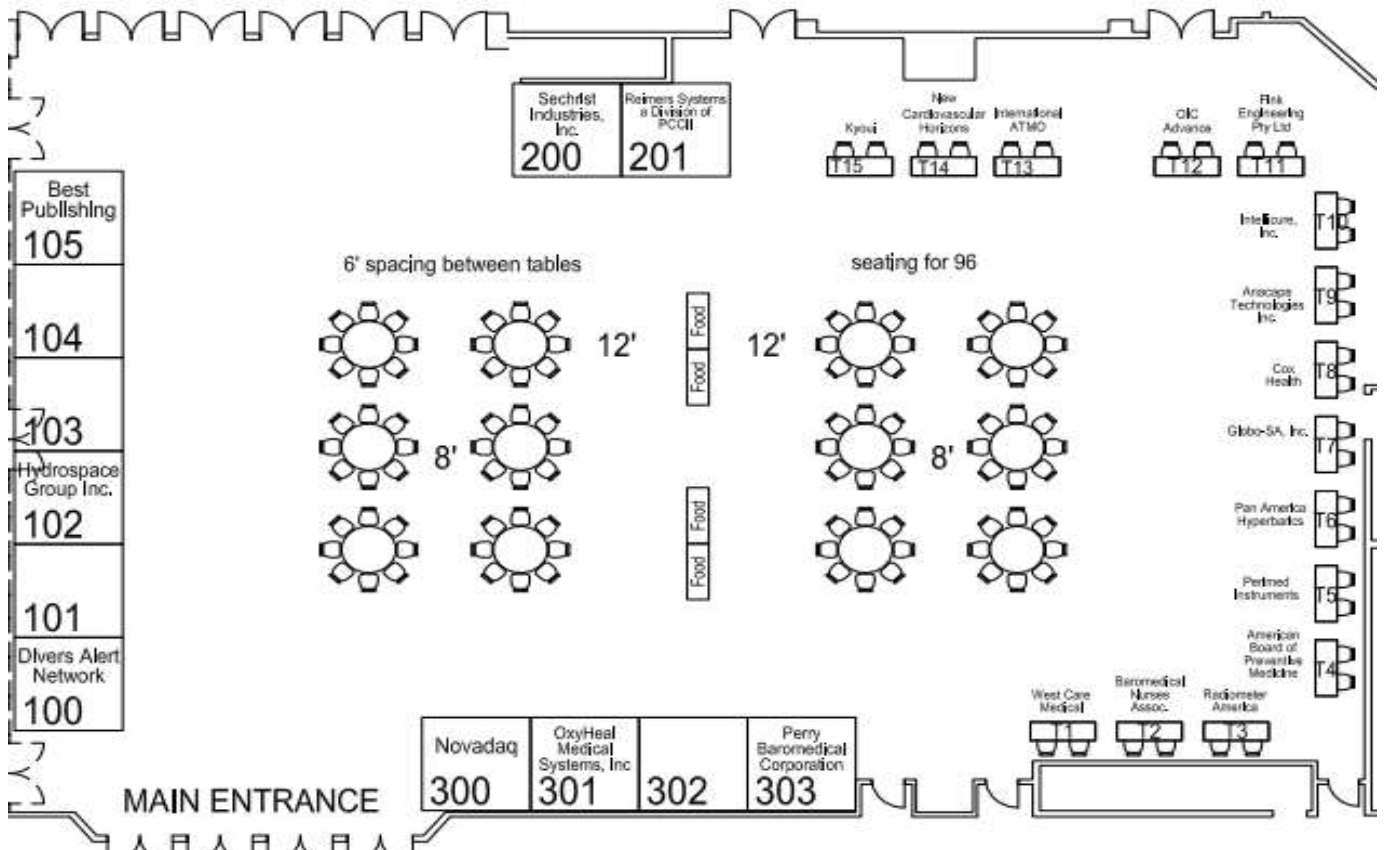 Sechrist
Industries,
Inc.
200
Reimers Systems
a Division of
PCCII
201
Kyoui
T15
New
Cardiovascular
Horizons
T14
International
ATMO
T13
OIC
Advance
T12
Fink
Engineering
Pty Ltd
T11
Best
Publishing
105
104
103
Hydrospace
Group Inc.
102
101
Divers Alert
Network
100
6' spacing between tables
seating for 96
12'
12'
8'
8'
Food
Food
Food
Food
Intellicure,
Inc.
T10
Technologies
Inc.
T9
Cox
Health
T8
Globo-SA, Inc.
T7
Pan America
Hyperbarics
T6
Perimed
Instruments
T5
American
Board of
Preventive
Medicine
T4
West Care
Medical
T1
Baromedical
Nurses
Assoc.
T2
Radiometer
America
T3
Novadaq
300
OxyHeal
Medical
Systems, Inc
301
302
Perry
Baromedical
Corporation
303
MAIN ENTRANCE